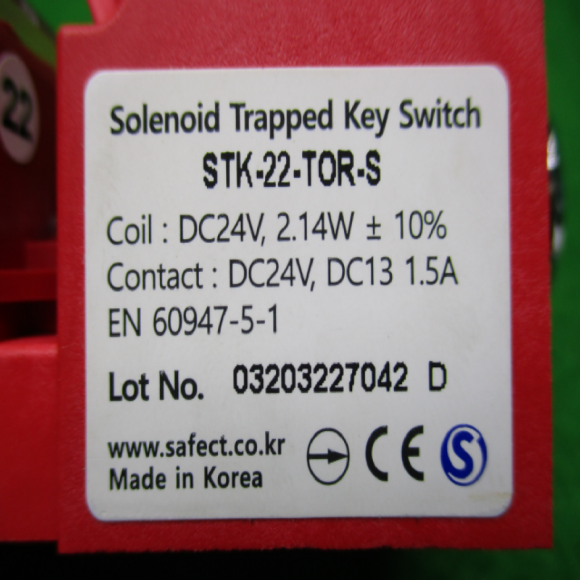 22
Solenoid Trapped Key Switch
STK-22-TOR-S
Coil : DC24V, 2.14W ± 10%
Contact : DC24V, DC13 1.5A
EN 60947-5-1
Lot No. 03203227042 D
www.safect.co.kr
Made in Korea
CE S